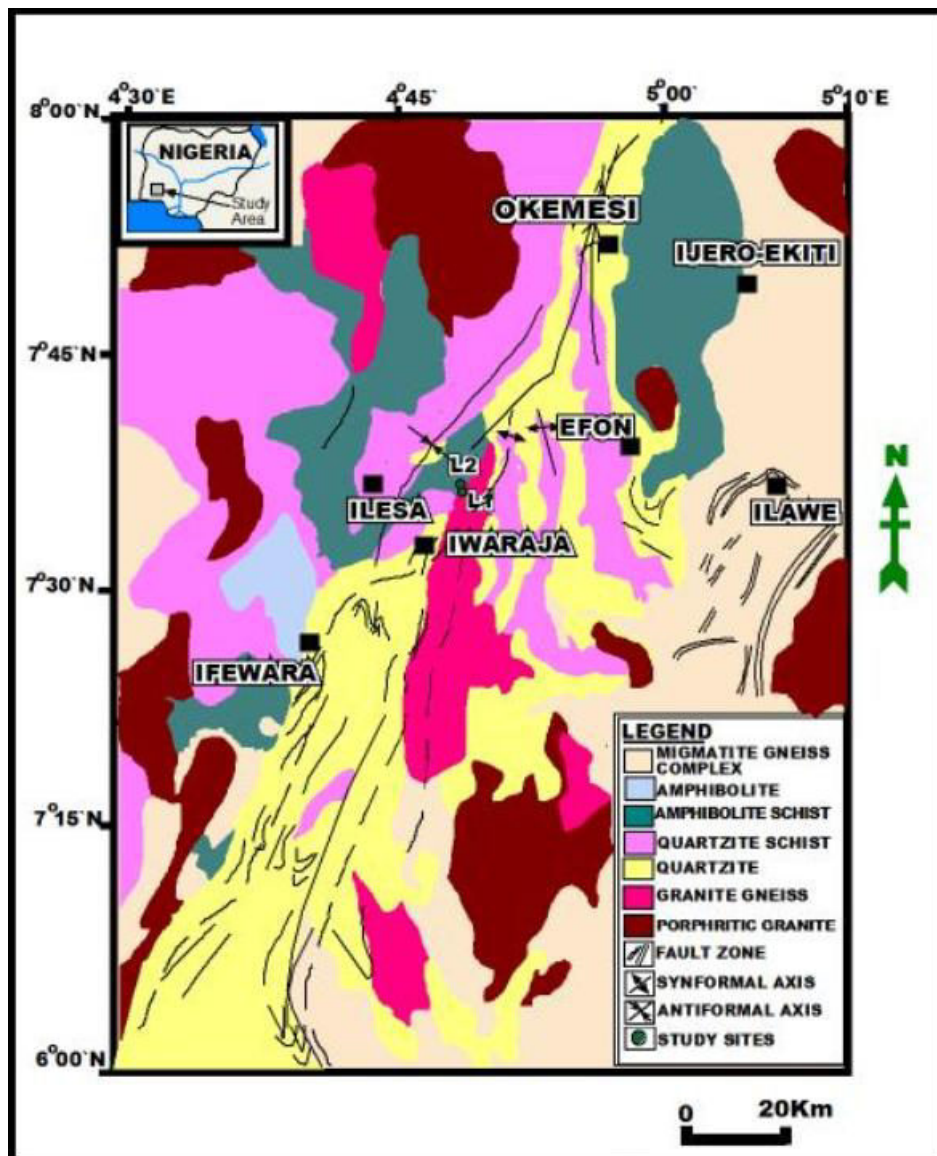 4°30'E 4°45' 5°00' 5°10'E
8°00'N
NIGERIA
Study
Area
OKEMESI
IJERO-EKITI
7°45'N
EFON
L2
L1
N
ILESA
ILAWE
IWARAJA
7°30'N
IFEWARA
LEGEND
MIGMATITE GNEISS
COMPLEX
AMPHIBOLITE
AMPHIBOLITE SCHIST
7°15'N
QUARTZITE SCHIST
QUARTZITE
GRANITE GNEISS
PORPHRITIC GRANITE
FAULT ZONE
SYNFORMAL AXIS
ANTIFORMAL AXIS
STUDY SITES
6°00'N
0 20Km